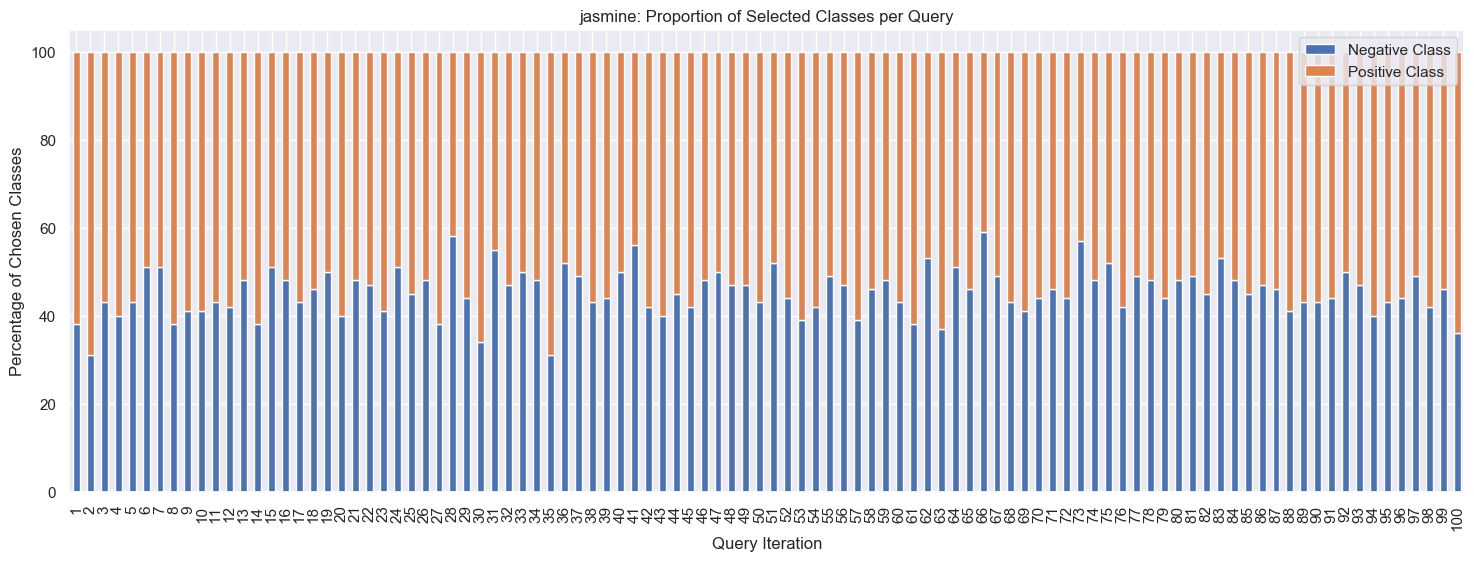 jasmine: Proportion of Selected Classes per Query
Negative Class
Positive Class
Percentage of Chosen Classes
100
80
60
40
20
0
1 2 3 4 5 6 7 8 9 10 11 12 13 14 15 16 17 18 19 20 21 22 23 24 25 26 27 28 29 30 31 32 33 34 35 36 37 38 39 40 41 42 43 44 45 46 47 48 49 50 51 52 53 54 55 56 57 58 59 60 61 62 63 64 65 66 67 68 69 70 71 72 73 74 75 76 77 78 79 80 81 82 83 84 85 86 87 88 89 90 91 92 93 94 95 96 97 98 99 100
Query Iteration